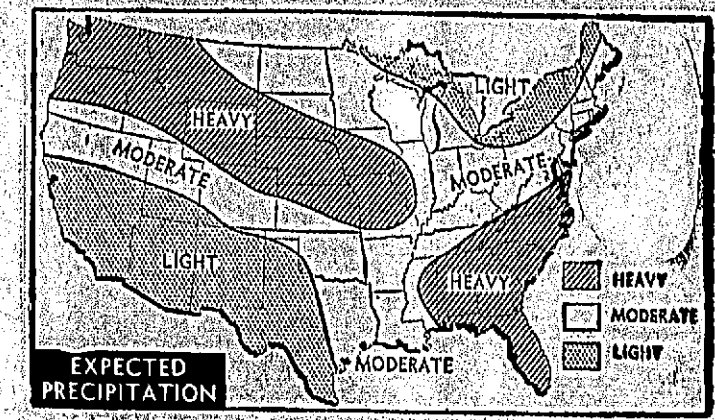 LIGHT
HEAVY
MODERATE
MODERATE
LIGHT
HEAVY
HEAVY
MODERATE
LIGHT
MODERATE
EXPECTED
PRECIPITATION